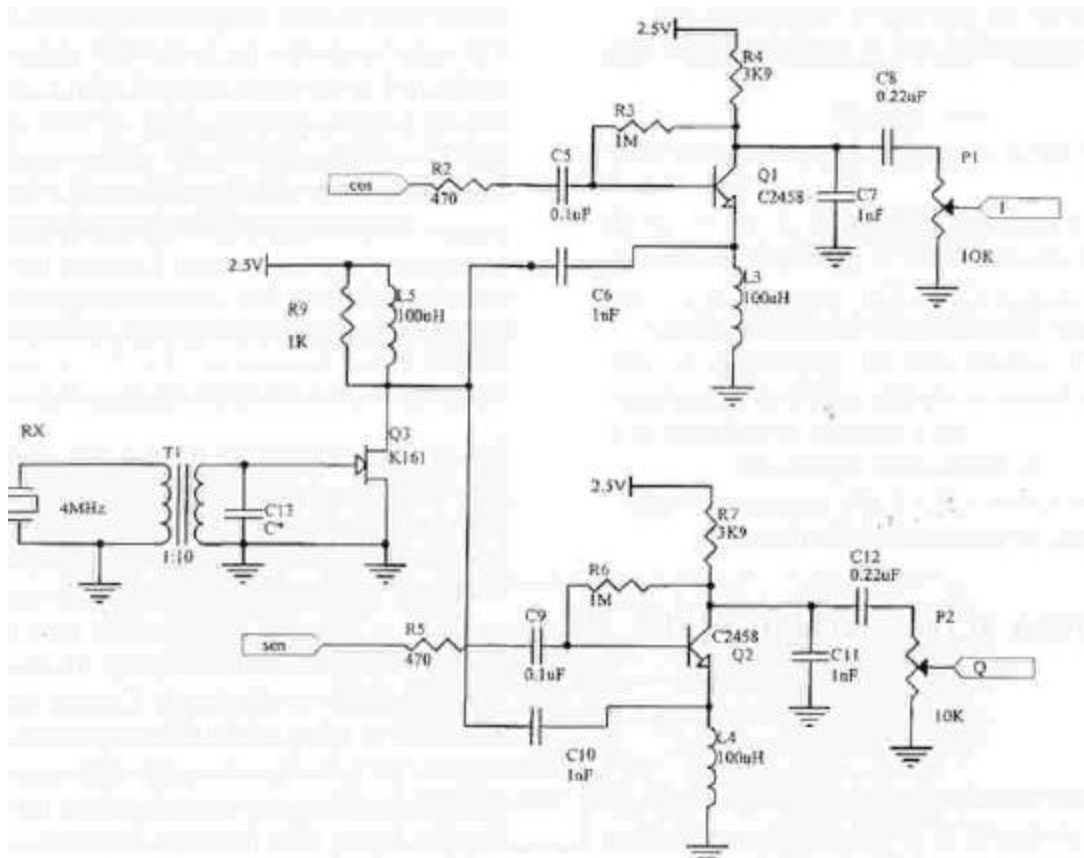 2.5V
R4
3K9
C8
0.22uF
R3
1M
P1
R2
C5
Q1
cos
C2458
C7
470
0.1uF
1nF
I
10K
2.5V
L3
100uH
C6
1nF
R9
L5
100uH
1K
RX
Q3
K161
T1
2.5V
4MHz
C13
C*
R7
3K9
1:10
C12
0.22uF
R6
1M
P2
C9
R5
C2458
sen
Q2
C11
470
0.1uF
1nF
Q
10K
L4
100uH
C10
1nF